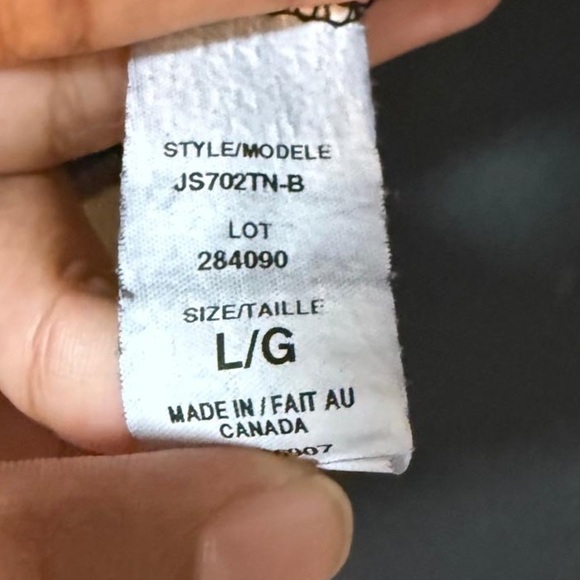 STYLE/MODELE
JS702TN-B
LOT
284090
SIZE/TAILLE
L/G
MADE IN / FAIT AU
CANADA